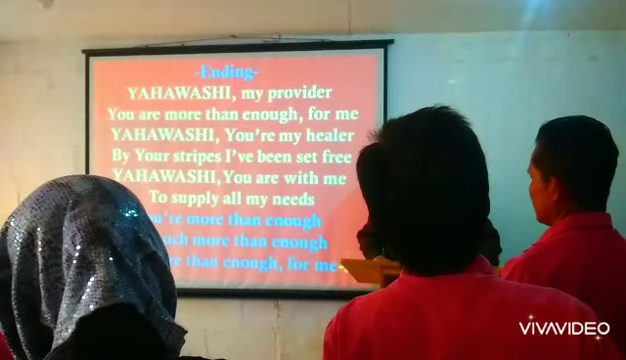 -Ending-
YAHAWASHI, my provider
You are more than enough, for me
YAHAWASHI, You're my healer
By Your stripes I've been set free
YAHAWASHI,You are with me
To supply all my needs
more than enough
more than enough
than enough, for me
VIVAVIDEO